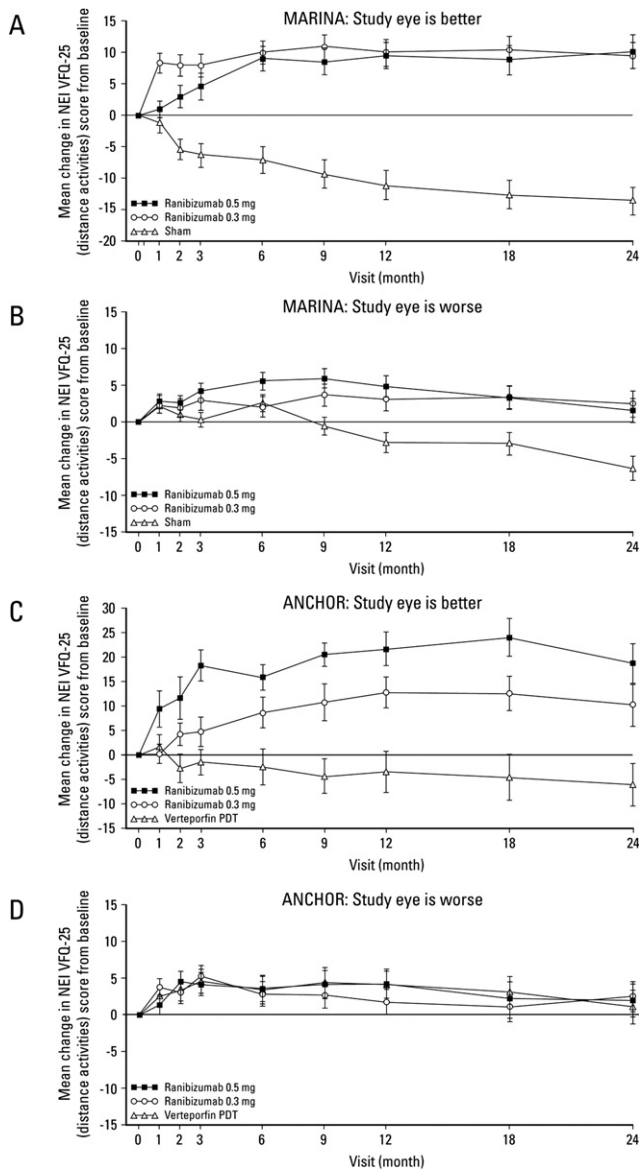 A
MARINA: Study eye is better
Mean change in NEI VFQ-25
(distance activities) score from baseline
15
10
5
0
-5
-10
-15
-20
Ranibizumab 0.5 mg
Ranibizumab 0.3 mg
Sham
0 1 2 3 6 9 12 18 24
Visit (month)
B
MARINA: Study eye is worse
Mean change in NEI VFQ-25
(distance activities) score from baseline
15
10
5
0
-5
-10
-15
Ranibizumab 0.5 mg
Ranibizumab 0.3 mg
Sham
0 1 2 3 6 9 12 18 24
Visit (month)
C
ANCHOR: Study eye is better
Mean change in NEI VFQ-25
(distance activities) score from baseline
30
25
20
15
10
5
0
-5
-10
-15
Ranibizumab 0.5 mg
Ranibizumab 0.3 mg
Verteporfin PDT
0 1 2 3 6 9 12 18 24
Visit (month)
D
ANCHOR: Study eye is worse
Mean change in NEI VFQ-25
(distance activities) score from baseline
15
10
5
0
-5
-10
-15
Ranibizumab 0.5 mg
Ranibizumab 0.3 mg
Verteporfin PDT
0 1 2 3 6 9 12 18 24
Visit (month)